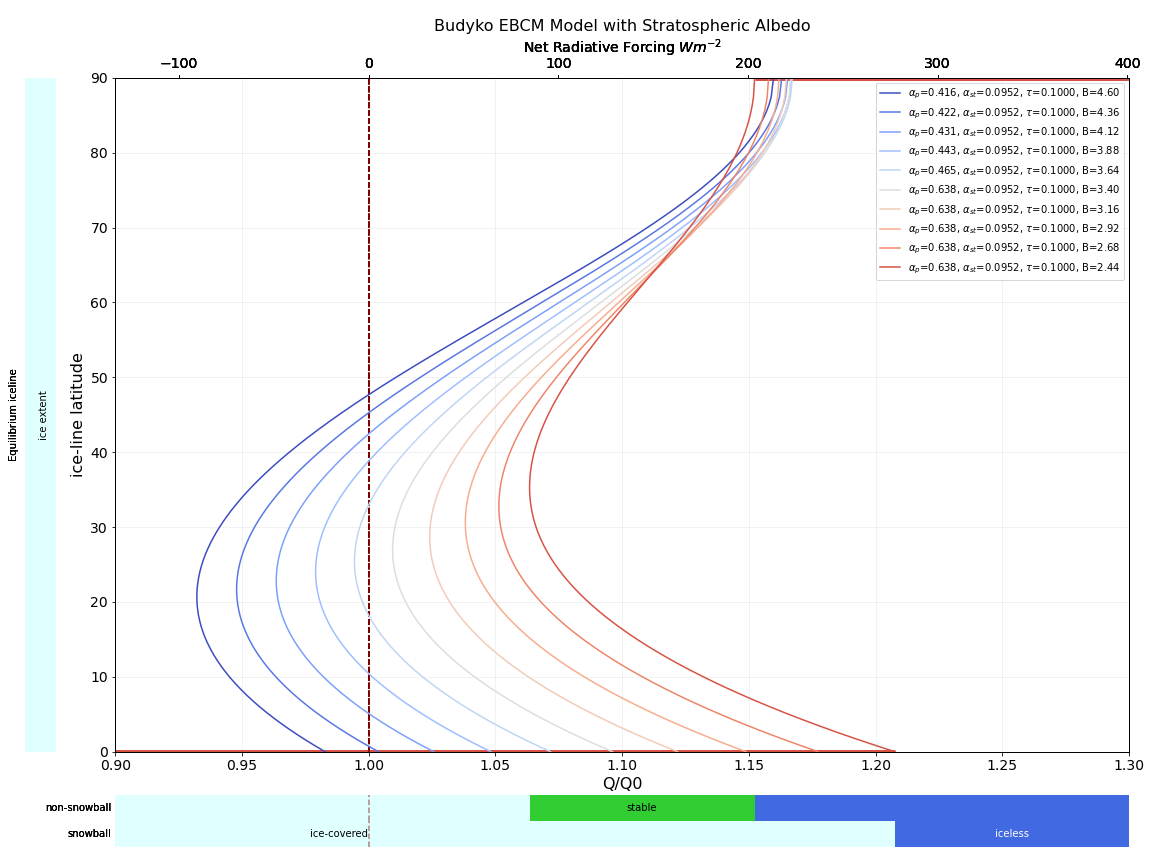 Budyko EBCM Model with Stratospheric Albedo
Net Radiative Forcing Wm⁻²
−100 0 100 200 300 400
90
80
70
60
50
40
30
20
10
0
Equilibrium iceline
ice extent
ice-line latitude
αp=0.416, αst=0.0952, τ=0.1000, B=4.60
αp=0.422, αst=0.0952, τ=0.1000, B=4.36
αp=0.431, αst=0.0952, τ=0.1000, B=4.12
αp=0.443, αst=0.0952, τ=0.1000, B=3.88
αp=0.465, αst=0.0952, τ=0.1000, B=3.64
αp=0.638, αst=0.0952, τ=0.1000, B=3.40
αp=0.638, αst=0.0952, τ=0.1000, B=3.16
αp=0.638, αst=0.0952, τ=0.1000, B=2.92
αp=0.638, αst=0.0952, τ=0.1000, B=2.68
αp=0.638, αst=0.0952, τ=0.1000, B=2.44
0.90 0.95 1.00 1.05 1.10 1.15 1.20 1.25 1.30
Q/Q0
non-snowball stable
snowball ice-covered iceless